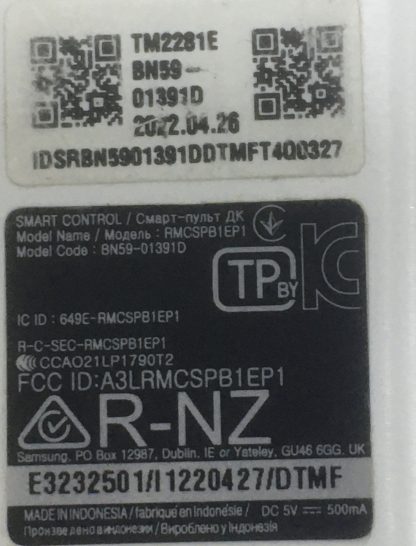 TM2281E
BN59-
01391D
2022.04.26
IDSRBN5901391DDTMFT4Q0327
SMART CONTROL / Смарт-пульт ДК
Model Name / Модель : RMCSPB1EP1
Model Code : BN59-01391D
TP BY
IC ID : 649E-RMCSPB1EP1
R-C-SEC-RMCSPB1EP1
CCAO21LP1790T2
FCC ID:A3LRMCSPB1EP1
R-NZ
Samsung. PO Box 12987, Dublin. IE or Yateley, GU46 6GG. UK
E3232501/I1220427/DTMF
MADE IN INDONESIA / fabriqué en Indonésie / DC 5V ⎓ 500mA
Произведено в индонезии / Вироблено у Індонезія